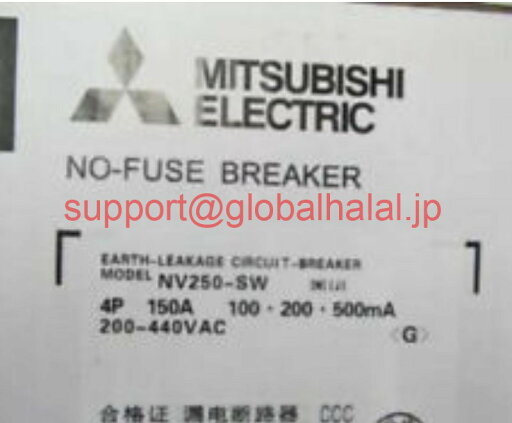 MITSUBISHI
ELECTRIC
NO-FUSE BREAKER
support@globalhalal.jp
EARTH-LEAKAGE CIRCUIT-BREAKER
MODEL NV250-SW
4P 150A 100・200・500mA
200-440VAC <G>
合格证 漏电断路器 CCC